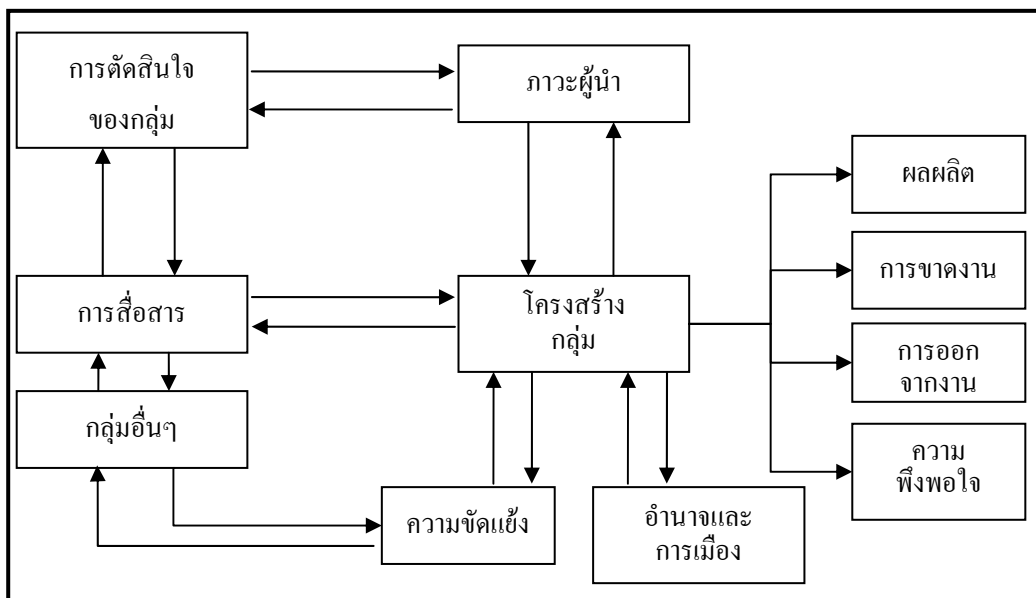 การตัดสินใจ
ของกลุ่ม
ภาวะผู้นำ
ผลผลิต
การขาดงาน
การสื่อสาร
โครงสร้าง
กลุ่ม
การออก
จากงาน
กลุ่มอื่นๆ
ความ
พึงพอใจ
ความขัดแย้ง
อำนาจและ
การเมือง